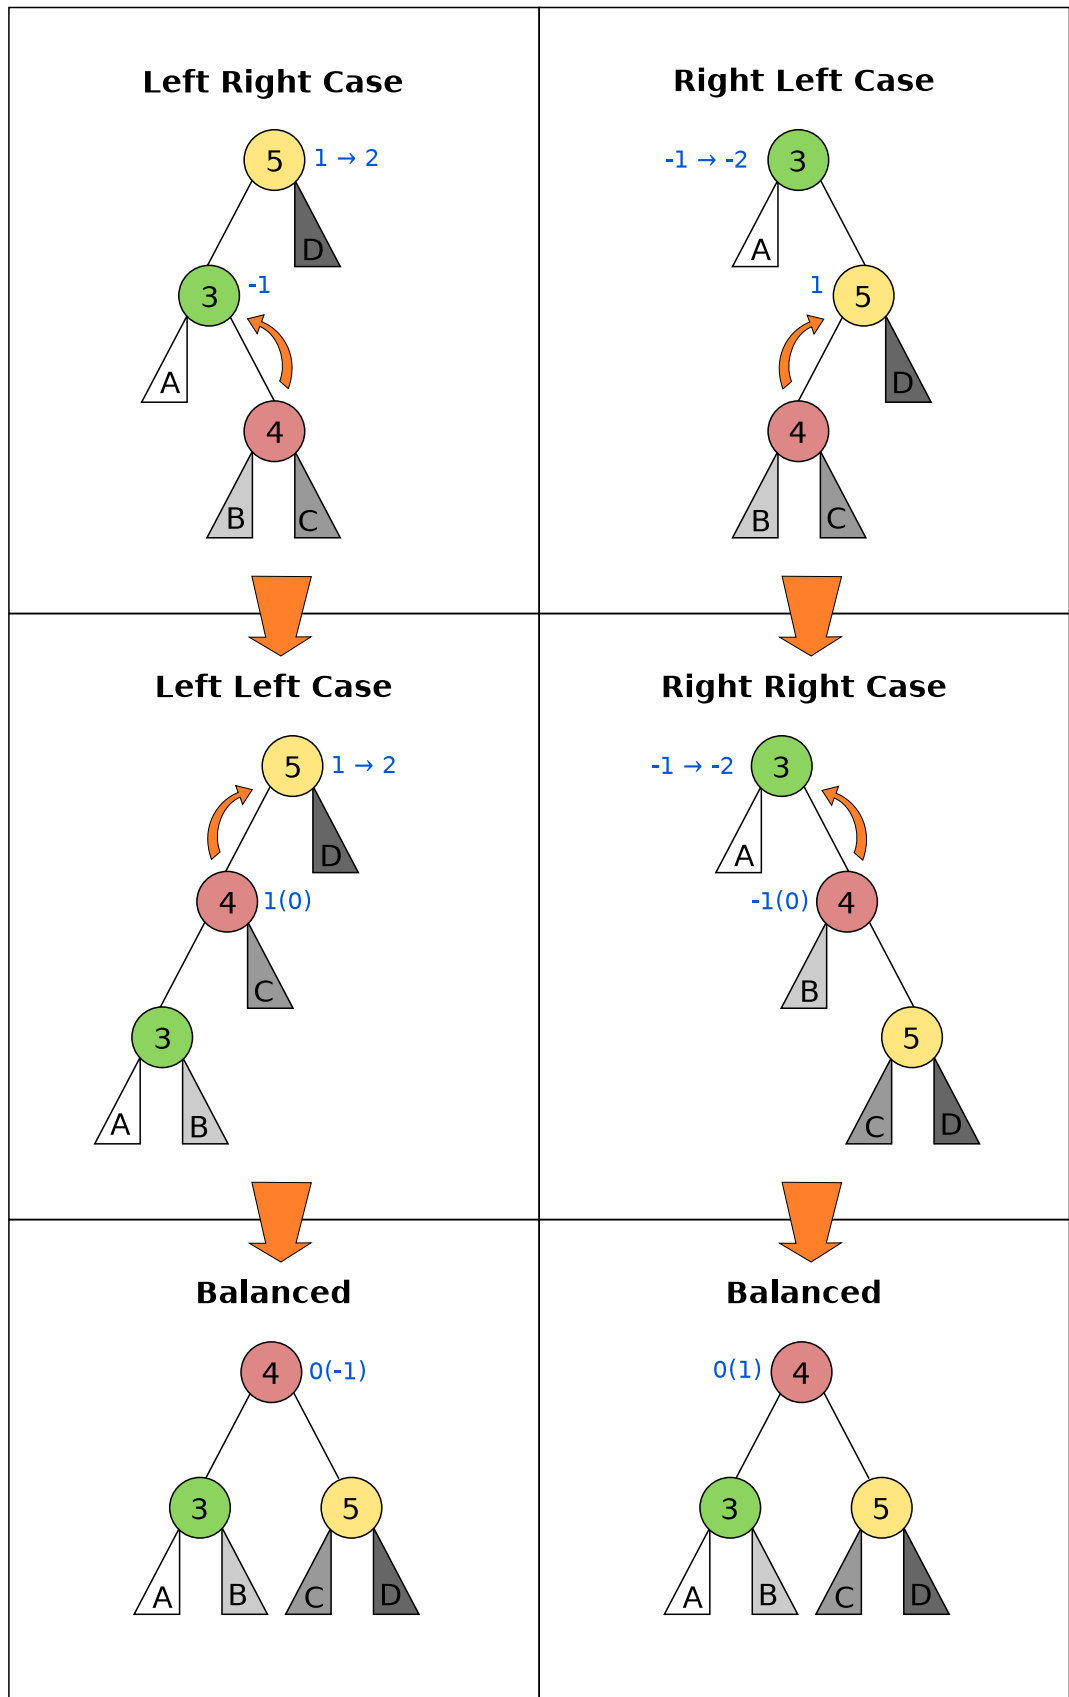 Left Right Case
5 1 → 2
D
3 -1
A
4
B C
Right Left Case
-1 → -2 3
A
1 5
D
4
B C
Left Left Case
5 1 → 2
D
4 1(0)
C
3
A B
Right Right Case
-1 → -2 3
A
-1(0) 4
B
5
C D
Balanced
4 0(-1)
3 5
A B C D
Balanced
0(1) 4
3 5
A B C D